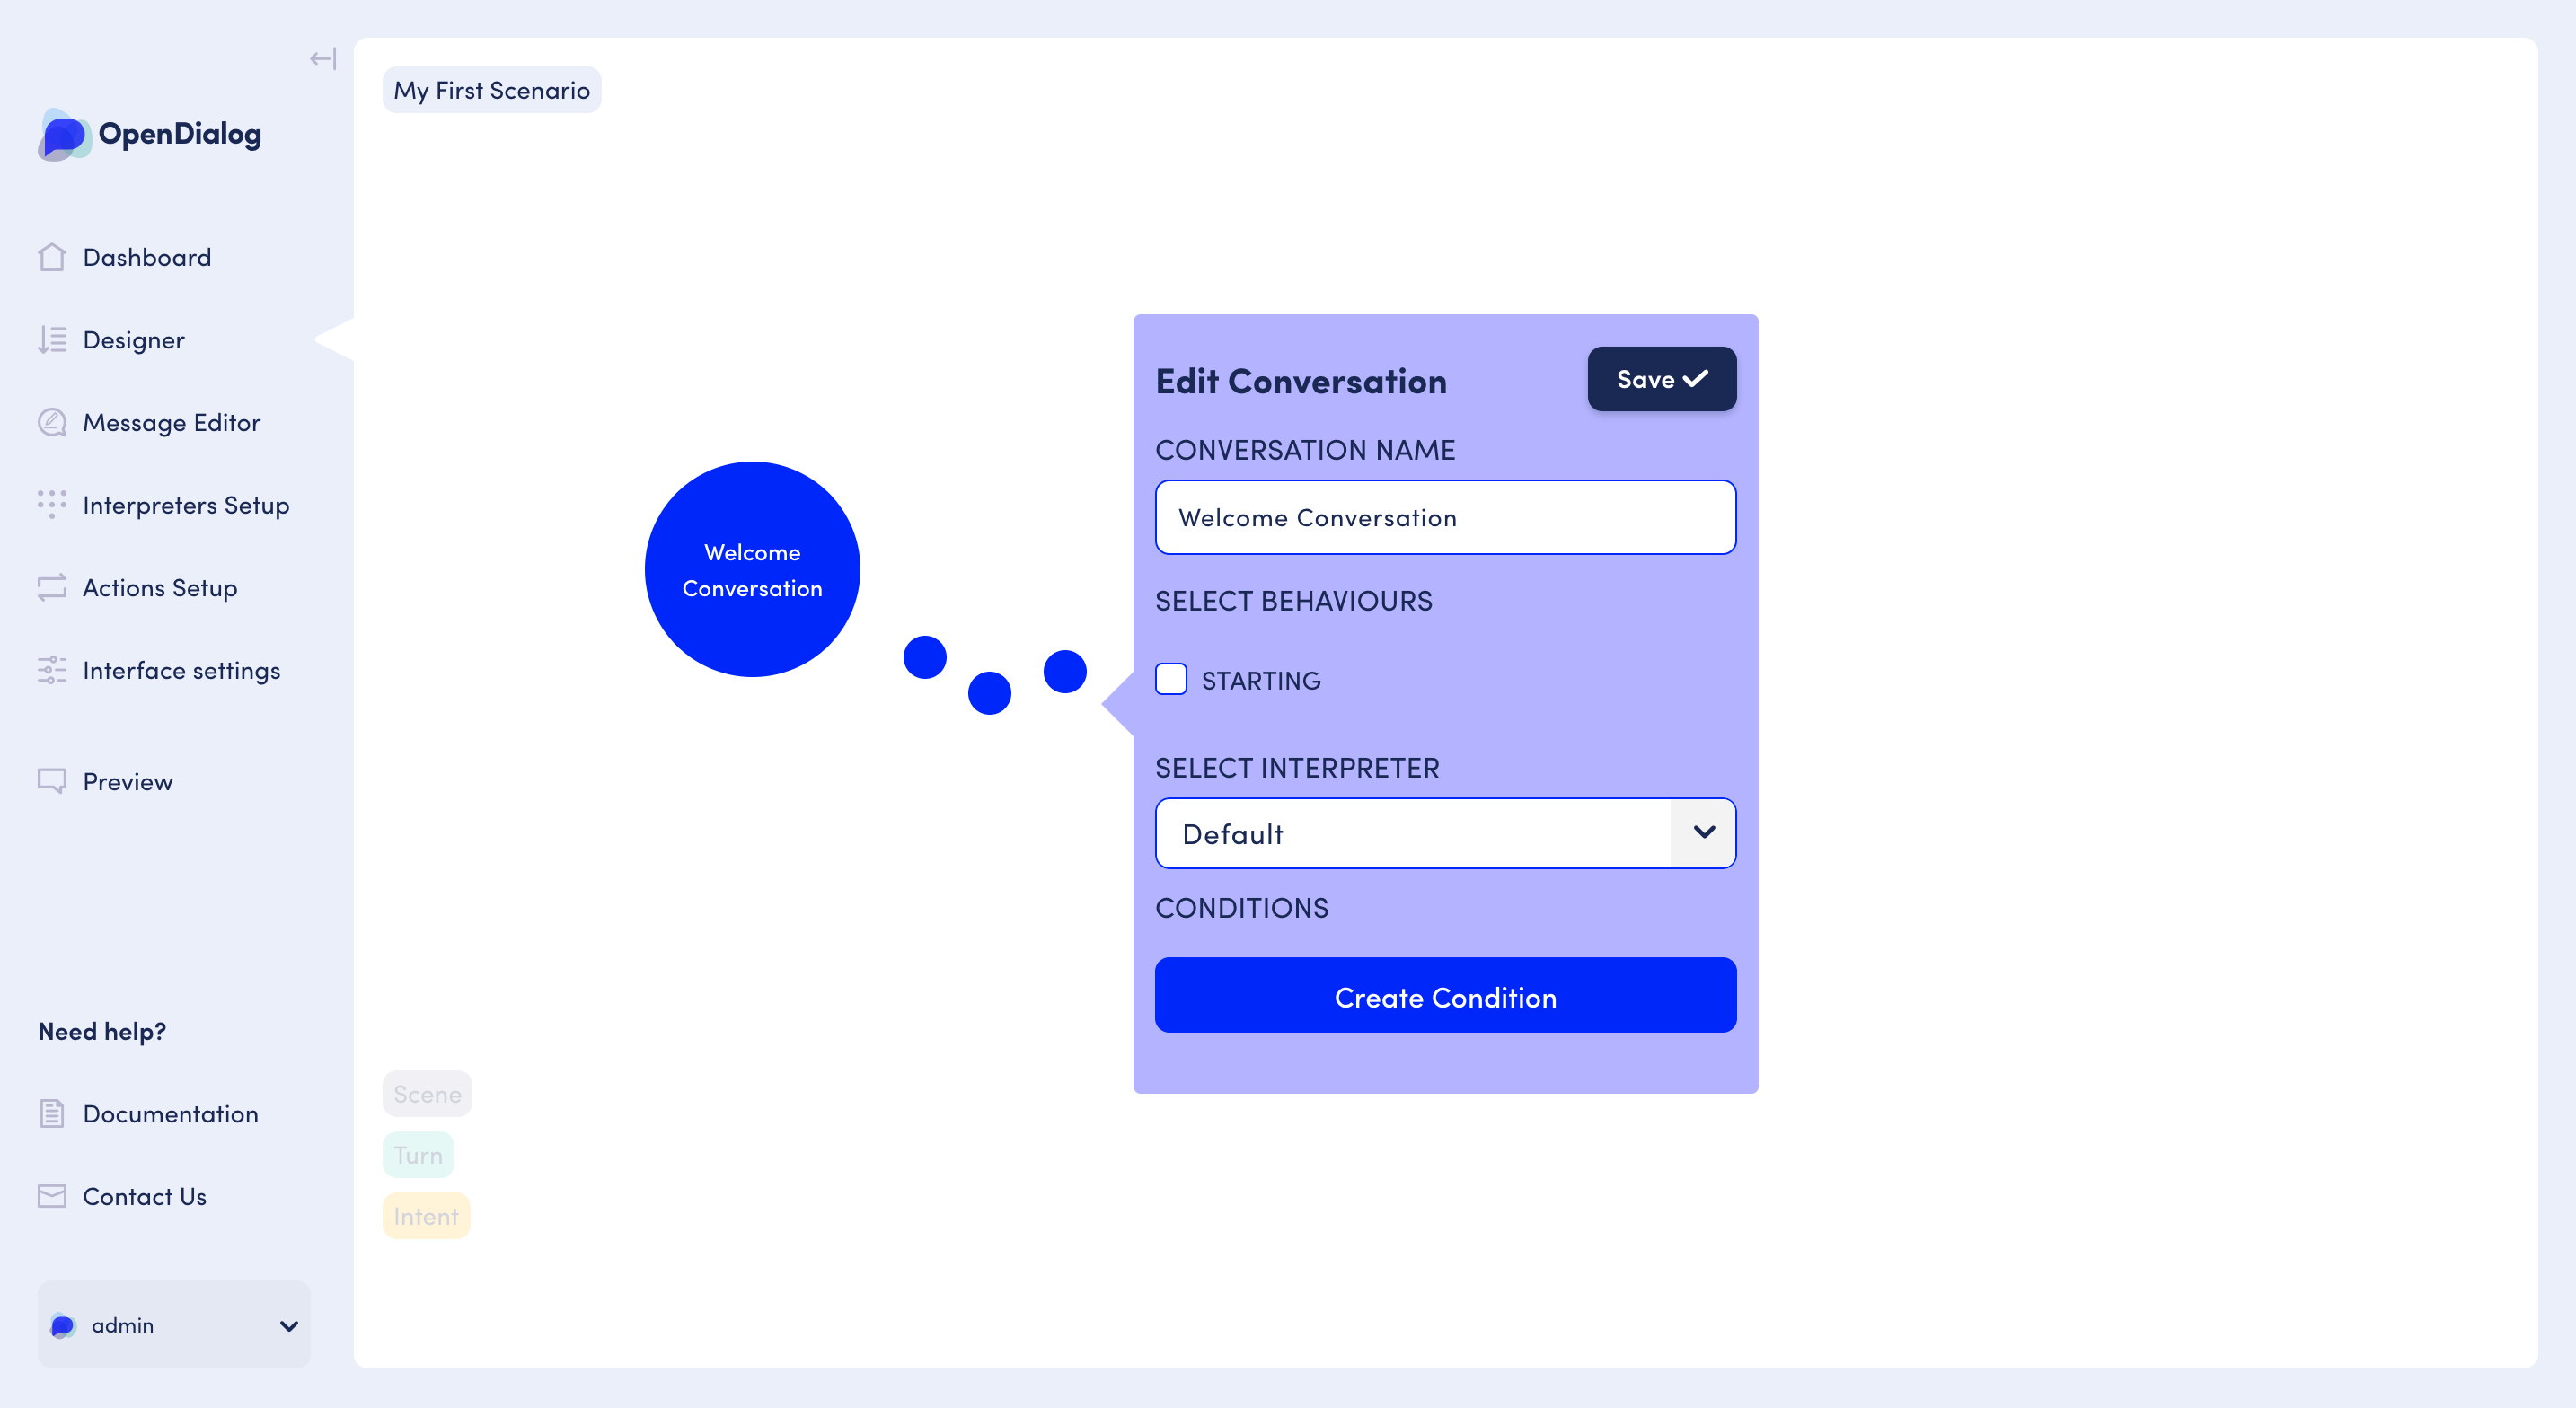 OpenDialog
Dashboard
Designer
Message Editor
Interpreters Setup
Actions Setup
Interface settings
Preview
Need help?
Documentation
Contact Us
admin
My First Scenario
Welcome
Conversation
Edit Conversation
Save
CONVERSATION NAME
Welcome Conversation
SELECT BEHAVIOURS
STARTING
SELECT INTERPRETER
Default
CONDITIONS
Create Condition
Scene
Turn
Intent